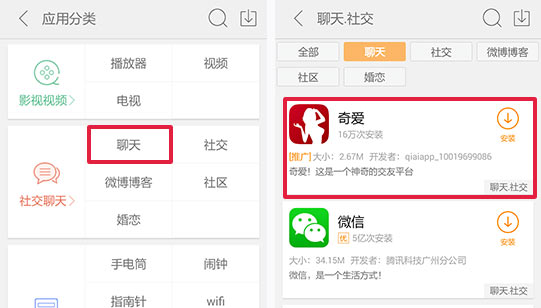 应用分类
影视视频
播放器
视频
电视
社交聊天
聊天
社交
微博博客
社区
婚恋
手电筒
闹钟
指南针
wifi
聊天.社交
全部
聊天
社交
微博博客
社区
婚恋
奇爱
16万次安装
安装
[推广]大小：2.67M 开发者：qiaiapp_10019699086
奇爱！这是一个神奇的交友平台
聊天.社交
微信
优 5亿次安装
安装
大小：34.15M 开发者：腾讯科技广州分公司
微信，是一个生活方式！
聊天.社交